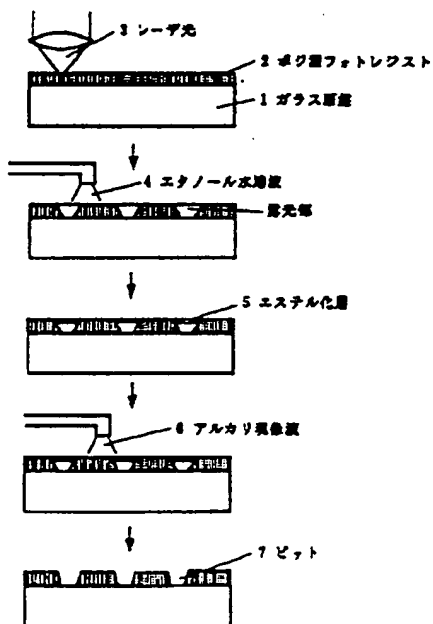 3 レーザ光
2 ポジ型フォトレジスト
1 ガラス原盤
4 エタノール水溶液
露光部
5 エステル化層
6 アルカリ現像液
7 ピット